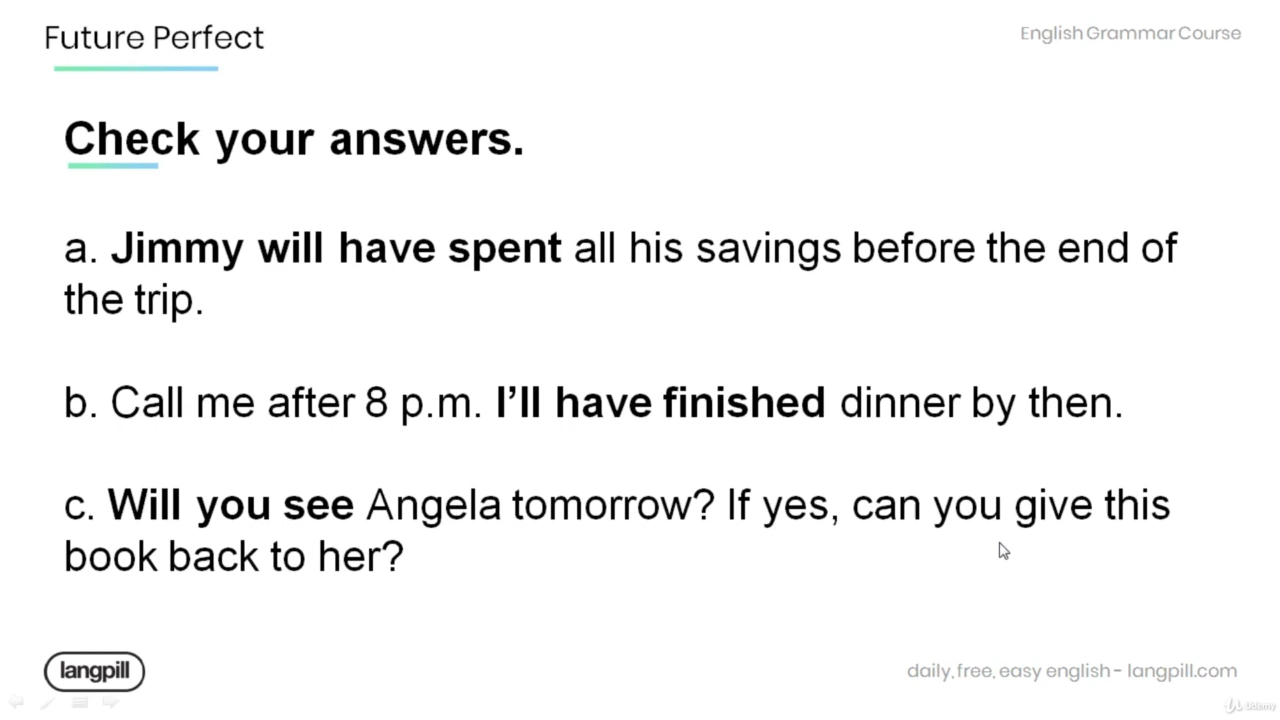 Future Perfect
English Grammar Course
Check your answers.
a. Jimmy will have spent all his savings before the end of
the trip.
b. Call me after 8 p.m. I’ll have finished dinner by then.
c. Will you see Angela tomorrow? If yes, can you give this
book back to her?
langpill
daily, free, easy english - langpill.com
Udemy